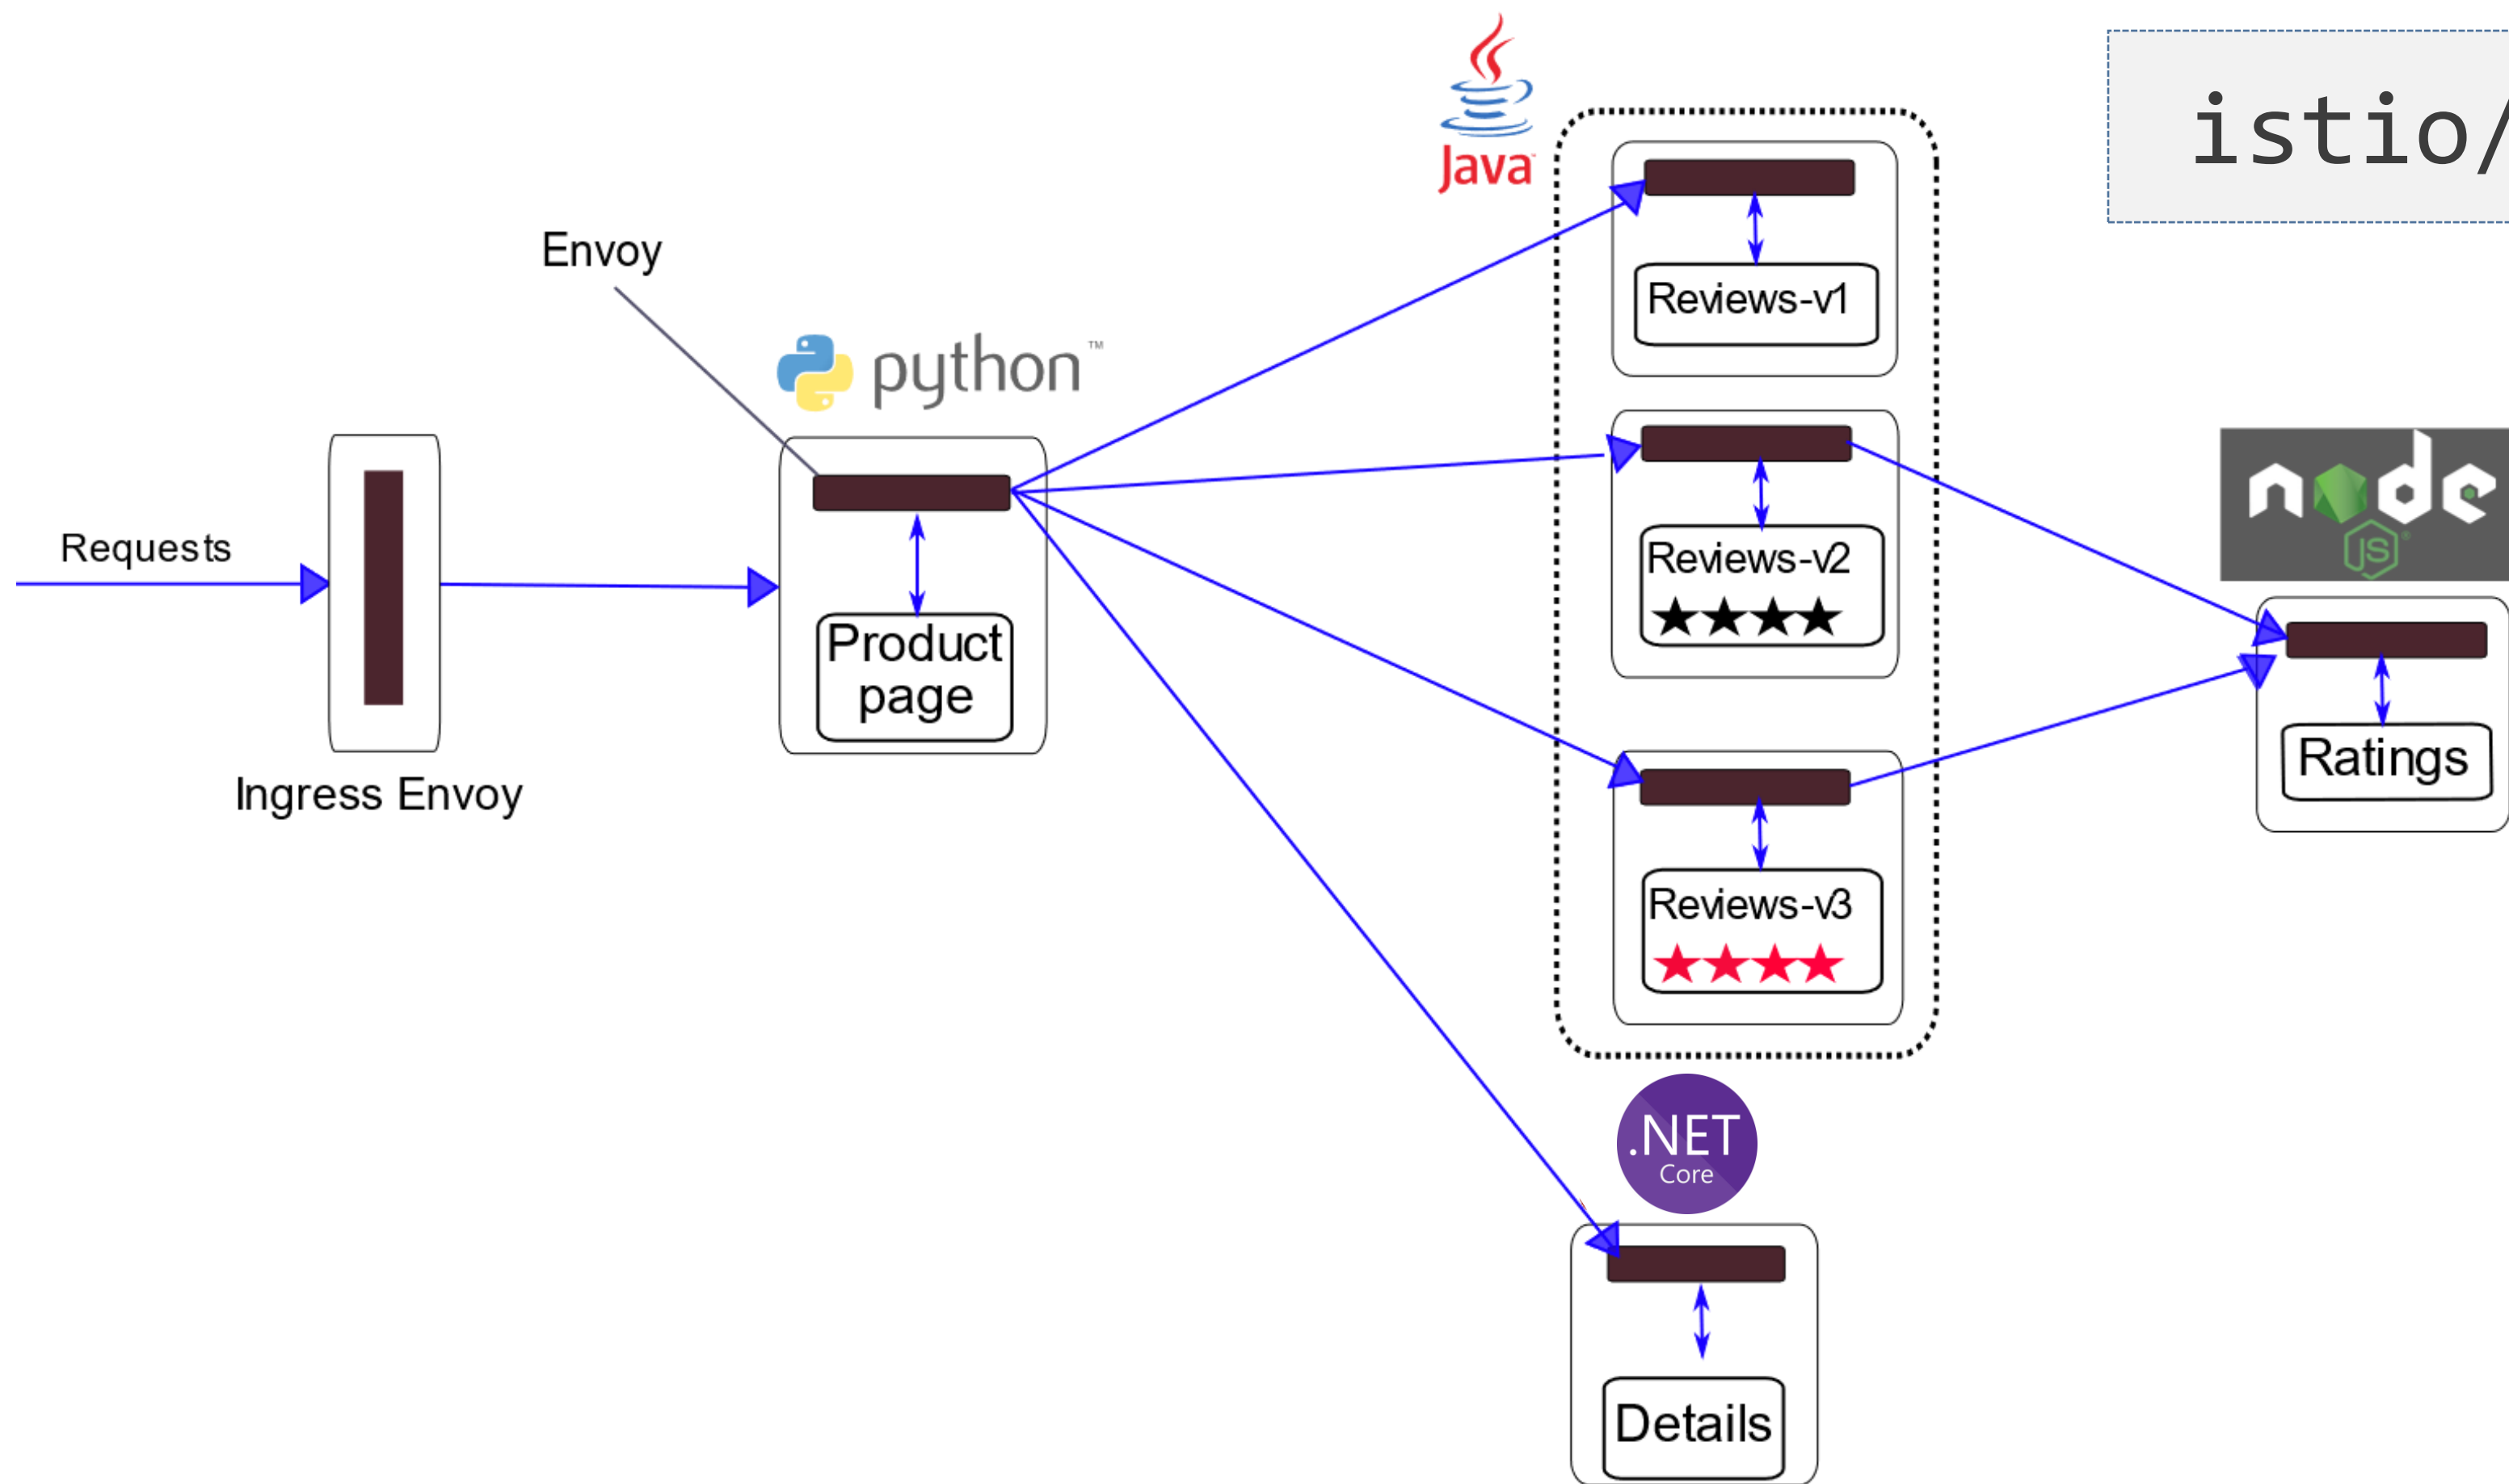 istio/
Java
Envoy
python™
Requests
Ingress Envoy
Product
page
Reviews-v1
Reviews-v2
Reviews-v3
node
JS®
Ratings
.NET
Core
Details